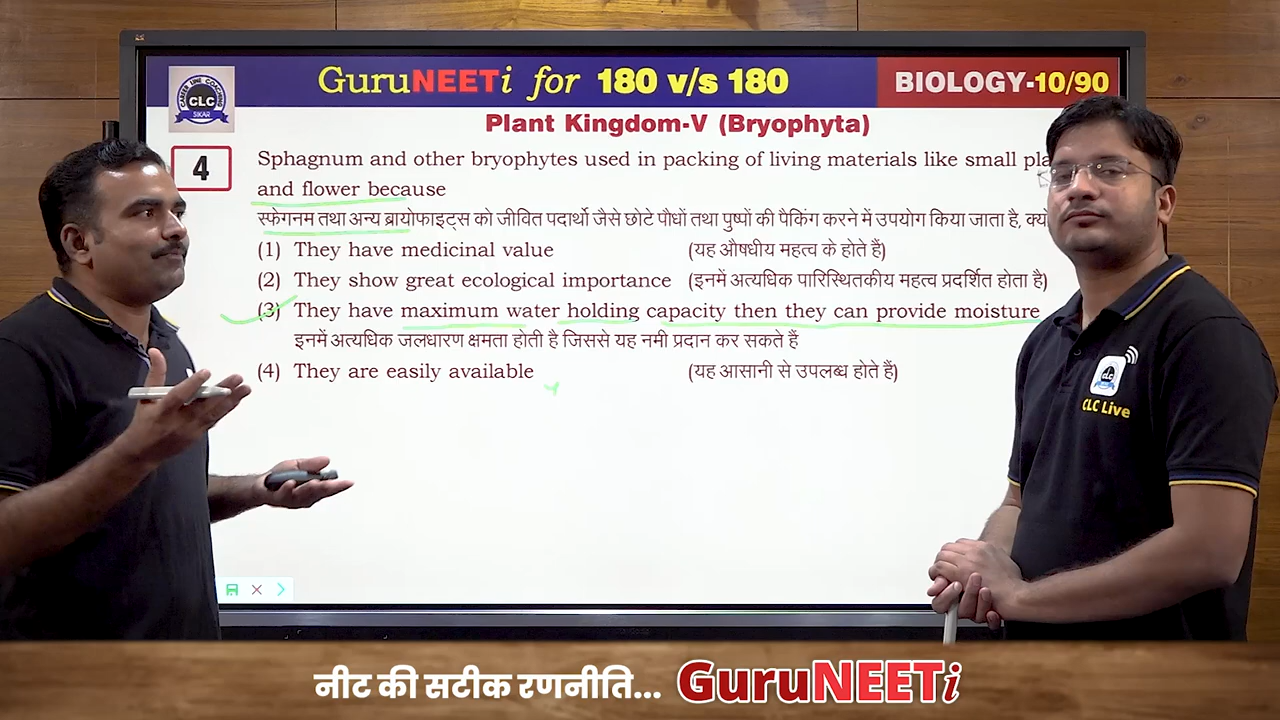 GuruNEETi for 180 v/s 180
BIOLOGY-10/90
CLC
SIKAR
Plant Kingdom-V (Bryophyta)
4
Sphagnum and other bryophytes used in packing of living materials like small
and flower because
स्फेगनम तथा अन्य ब्रायोफाइट्स को जीवित पदार्थो जैसे छोटे पौधों तथा पुष्पों की पेकिंग करने में उपयोग किया जाता है,
(1) They have medicinal value (यह औषधीय महत्व के होते हैं)
(2) They show great ecological importance (इनमें अत्यधिक पारिस्थितकीय महत्व प्रदर्शित होता है)
(3) They have maximum water holding capacity then they can provide moisture
इनमें अत्यधिक जलधारण क्षमता होती है जिससे यह नमी प्रदान कर सकते हैं
(4) They are easily available (यह आसानी से उपलब्ध होते हैं)
CLC
CLC Live
नीट की सटीक रणनीति... GuruNEETi